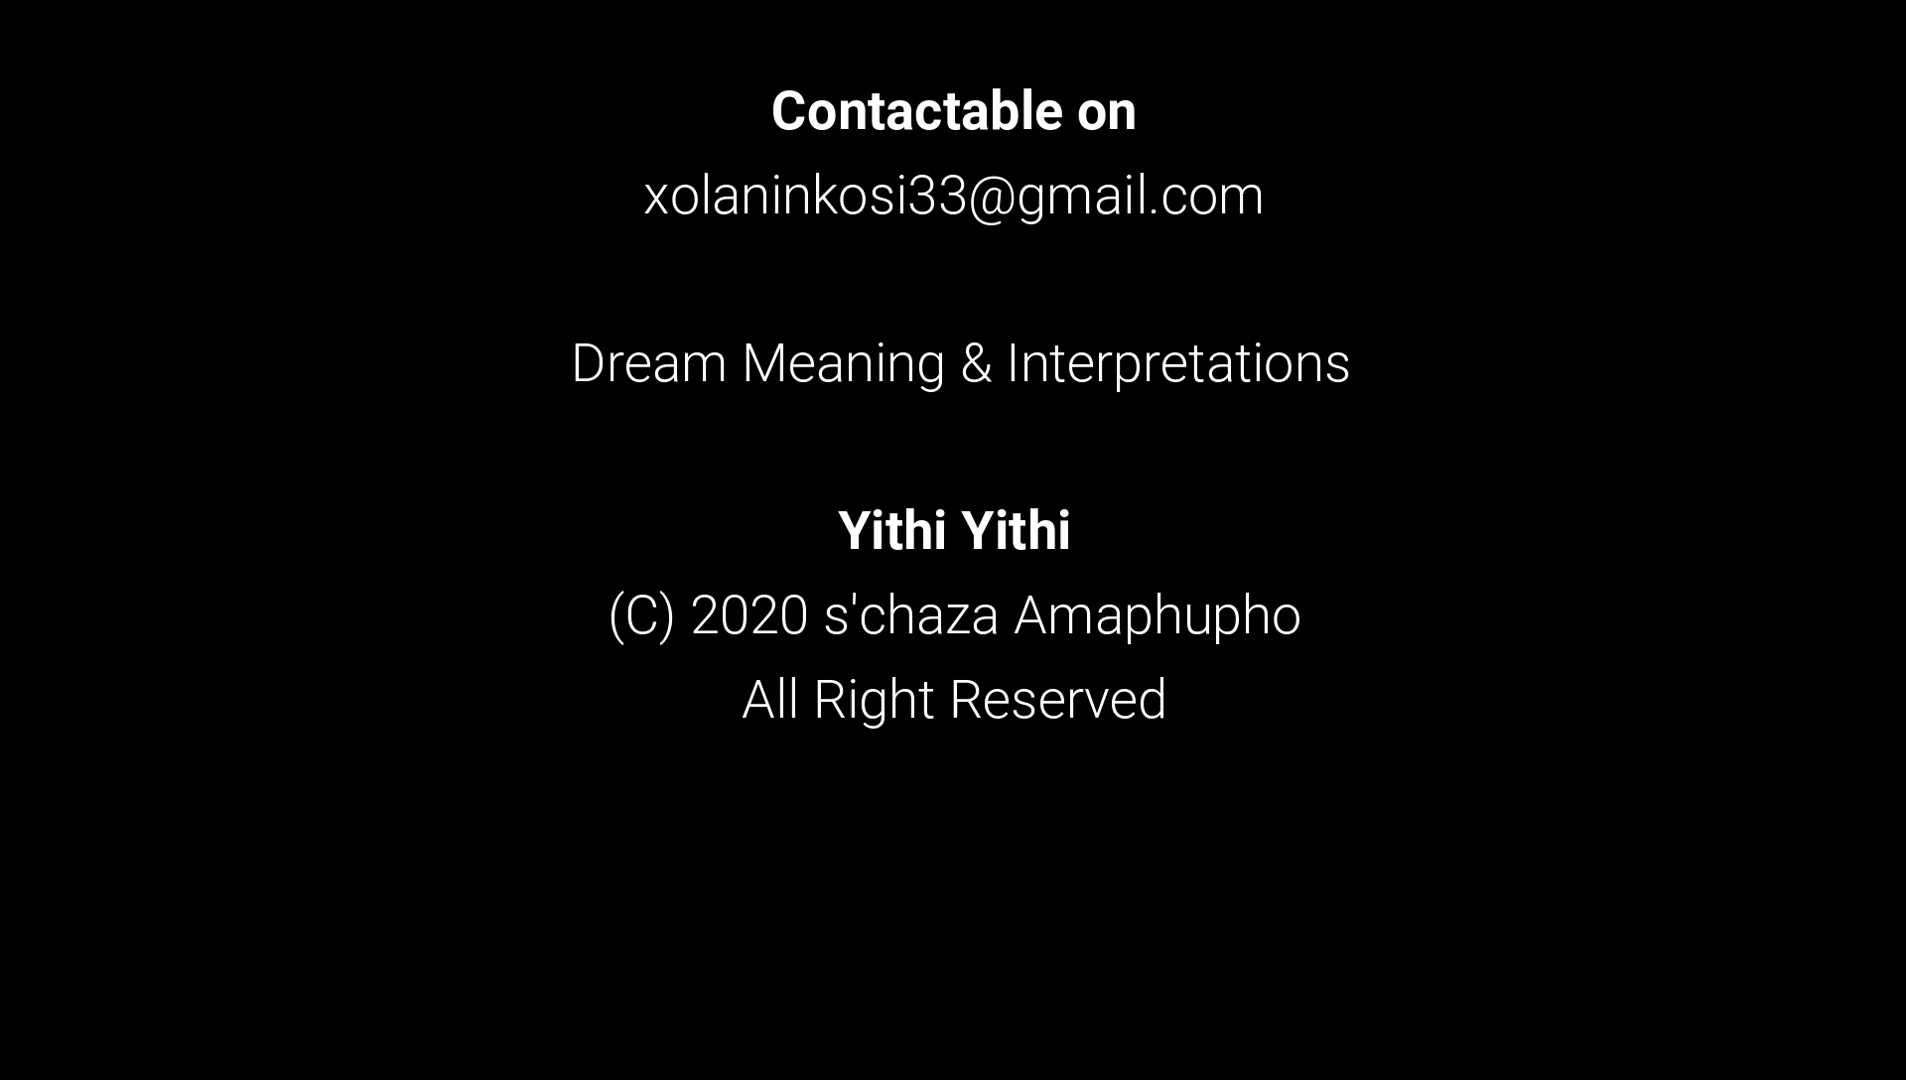 Contactable on
xolaninkosi33@gmail.com
Dream Meaning & Interpretations
Yithi Yithi
(C) 2020 s'chaza Amaphupho
All Right Reserved